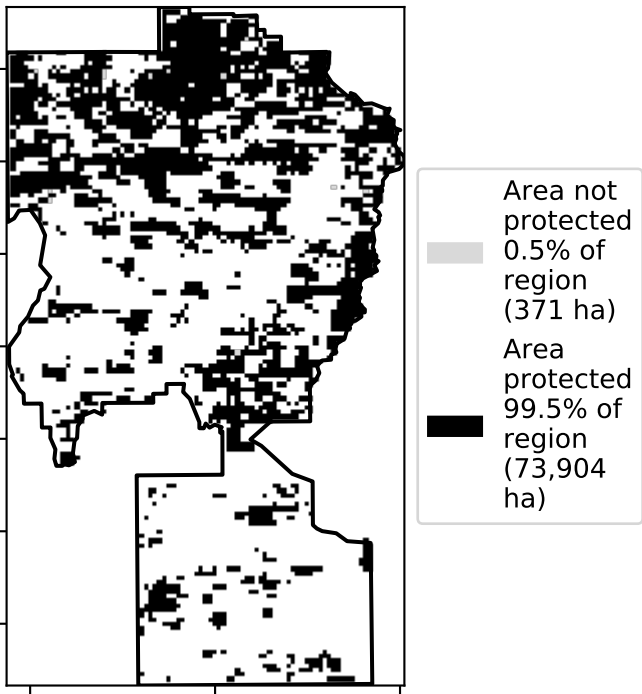 Area not
protected
0.5% of
region
(371 ha)
Area
protected
99.5% of
region
(73,904
ha)